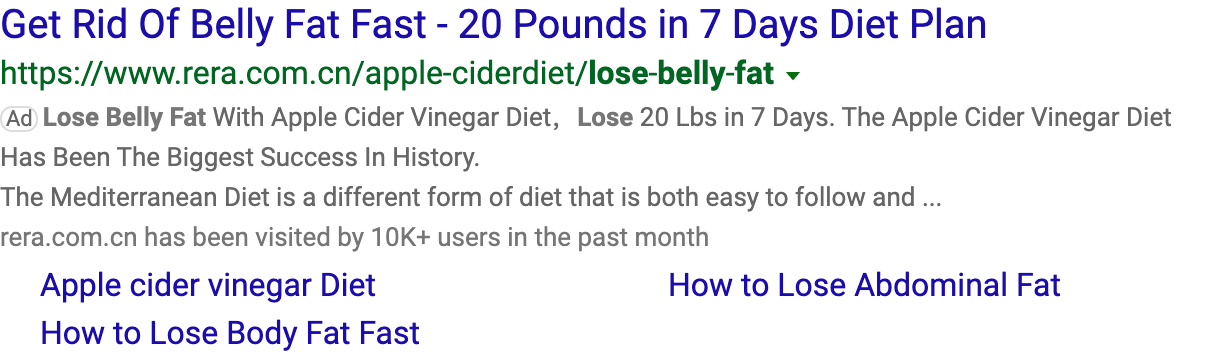 Get Rid Of Belly Fat Fast - 20 Pounds in 7 Days Diet Plan
https://www.rera.com.cn/apple-ciderdiet/lose-belly-fat
Ad Lose Belly Fat With Apple Cider Vinegar Diet，Lose 20 Lbs in 7 Days. The Apple Cider Vinegar Diet
Has Been The Biggest Success In History.
The Mediterranean Diet is a different form of diet that is both easy to follow and ...
rera.com.cn has been visited by 10K+ users in the past month
Apple cider vinegar Diet How to Lose Abdominal Fat
How to Lose Body Fat Fast